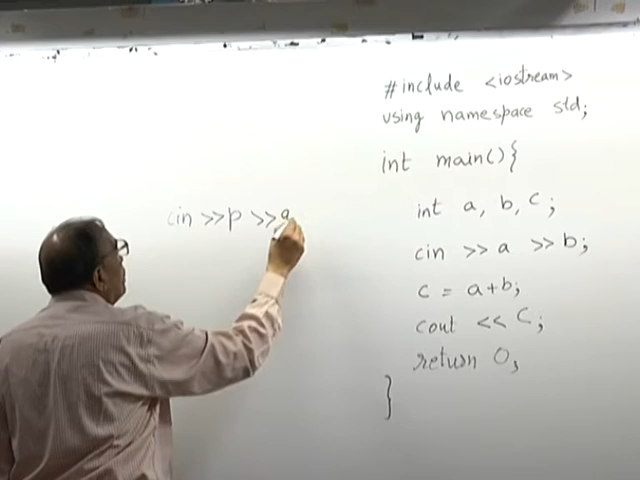 cin >> p >> q
#include <iostream>
using namespace std;
int main(){
int a, b, c;
cin >> a >> b;
c = a+b;
cout << c;
return 0;
}